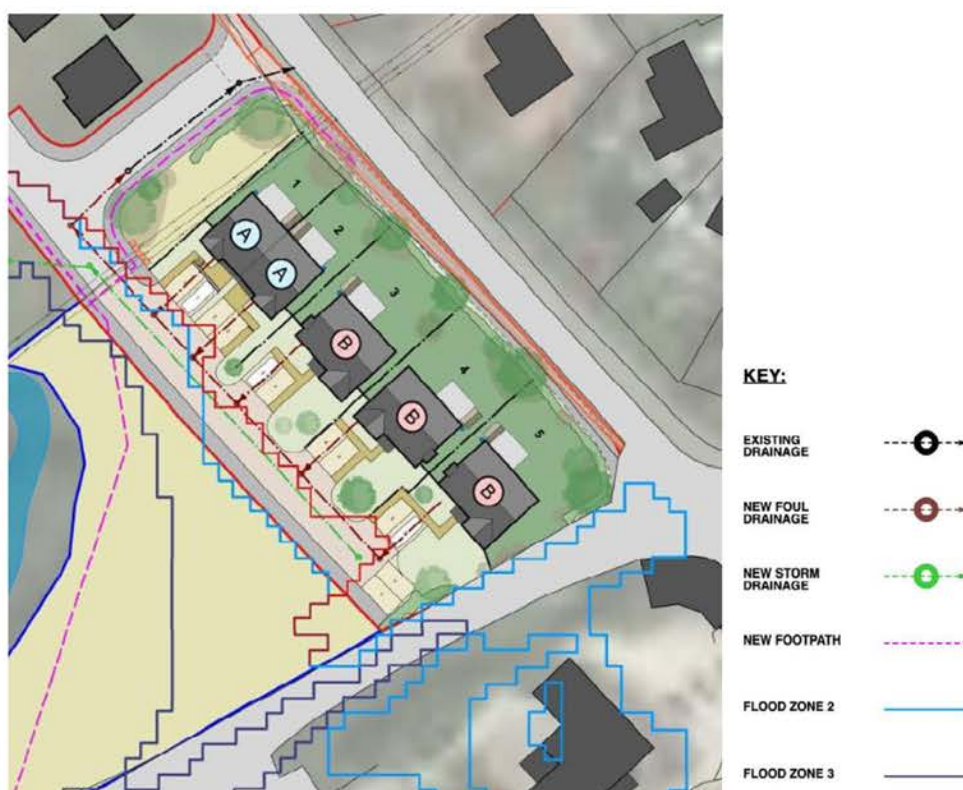 1
A
2
A
3
B
4
B
5
B
KEY:
EXISTING
DRAINAGE
NEW FOUL
DRAINAGE
NEW STORM
DRAINAGE
NEW FOOTPATH
FLOOD ZONE 2
FLOOD ZONE 3